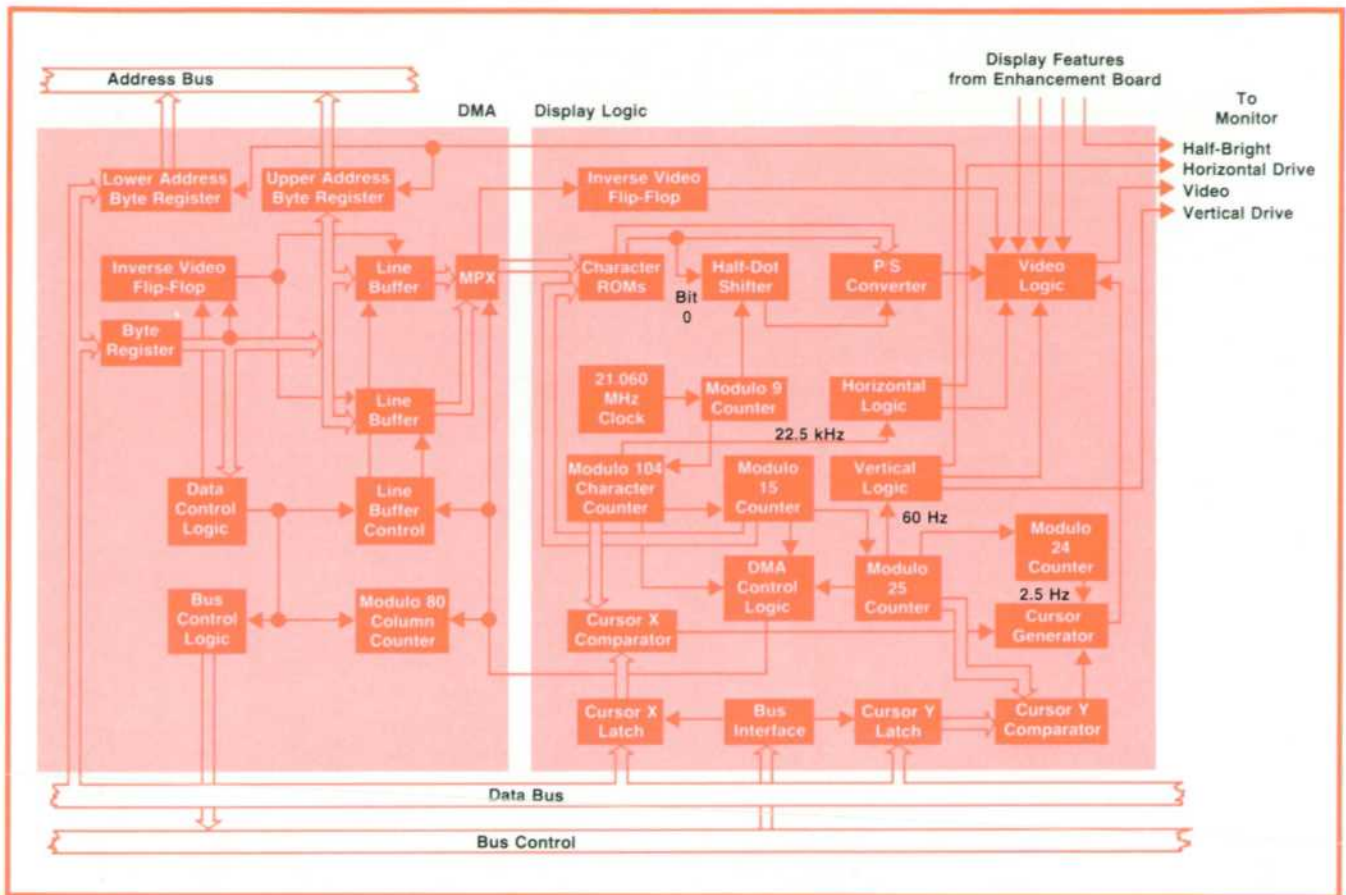 Display Features
from Enhancement Board
Address Bus
To
Monitor
DMA
Display Logic
Half-Bright
Horizontal Drive
Video
Vertical Drive
Lower Address
Byte Register
Upper Address
Byte Register
Inverse Video
Flip-Flop
Inverse Video
Flip-Flop
Line
Buffer
MPX
Character
ROMs
Half-Dot
Shifter
P/S
Converter
Video
Logic
Bit
0
Byte
Register
Line
Buffer
21.060
MHz
Clock
Modulo 9
Counter
Horizontal
Logic
22.5 kHz
Data
Control
Logic
Line
Buffer
Control
Modulo 104
Character
Counter
Modulo
15
Counter
Vertical
Logic
60 Hz
Modulo
24
Counter
Bus
Control
Logic
Modulo 80
Column
Counter
DMA
Control
Logic
Modulo
25
Counter
2.5 Hz
Cursor
Generator
Cursor X
Comparator
Cursor X
Latch
Bus
Interface
Cursor Y
Latch
Cursor Y
Comparator
Data Bus
Bus Control